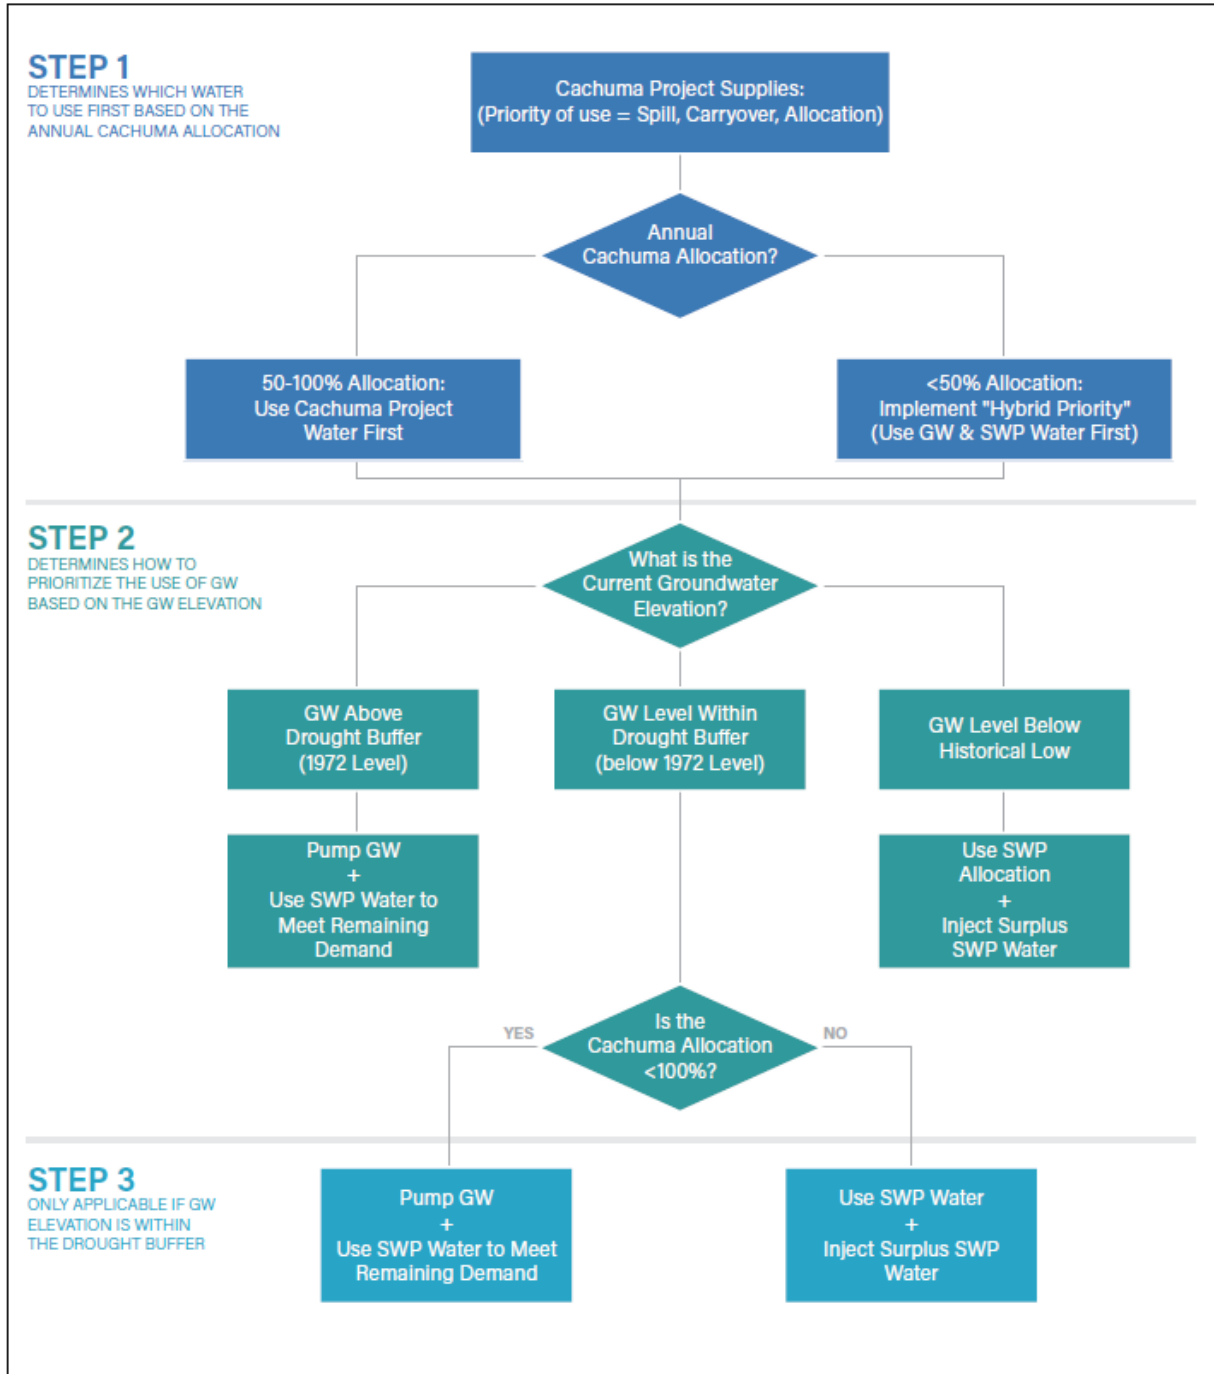 STEP 1
DETERMINES WHICH WATER
TO USE FIRST BASED ON THE
ANNUAL CACHUMA ALLOCATION
Cachuma Project Supplies:
(Priority of use = Spill, Carryover, Allocation)
Annual
Cachuma Allocation?
50-100% Allocation:
Use Cachuma Project
Water First
<50% Allocation:
Implement "Hybrid Priority"
(Use GW & SWP Water First)
STEP 2
DETERMINES HOW TO
PRIORITIZE THE USE OF GW
BASED ON THE GW ELEVATION
What is the
Current Groundwater
Elevation?
GW Above
Drought Buffer
(1972 Level)
GW Level Within
Drought Buffer
(below 1972 Level)
GW Level Below
Historical Low
Pump GW
+
Use SWP Water to
Meet Remaining
Demand
Use SWP
Allocation
+
Inject Surplus
SWP Water
Is the
Cachuma Allocation
<100%?
YES
NO
STEP 3
ONLY APPLICABLE IF GW
ELEVATION IS WITHIN
THE DROUGHT BUFFER
Pump GW
+
Use SWP Water to Meet
Remaining Demand
Use SWP Water
+
Inject Surplus SWP
Water